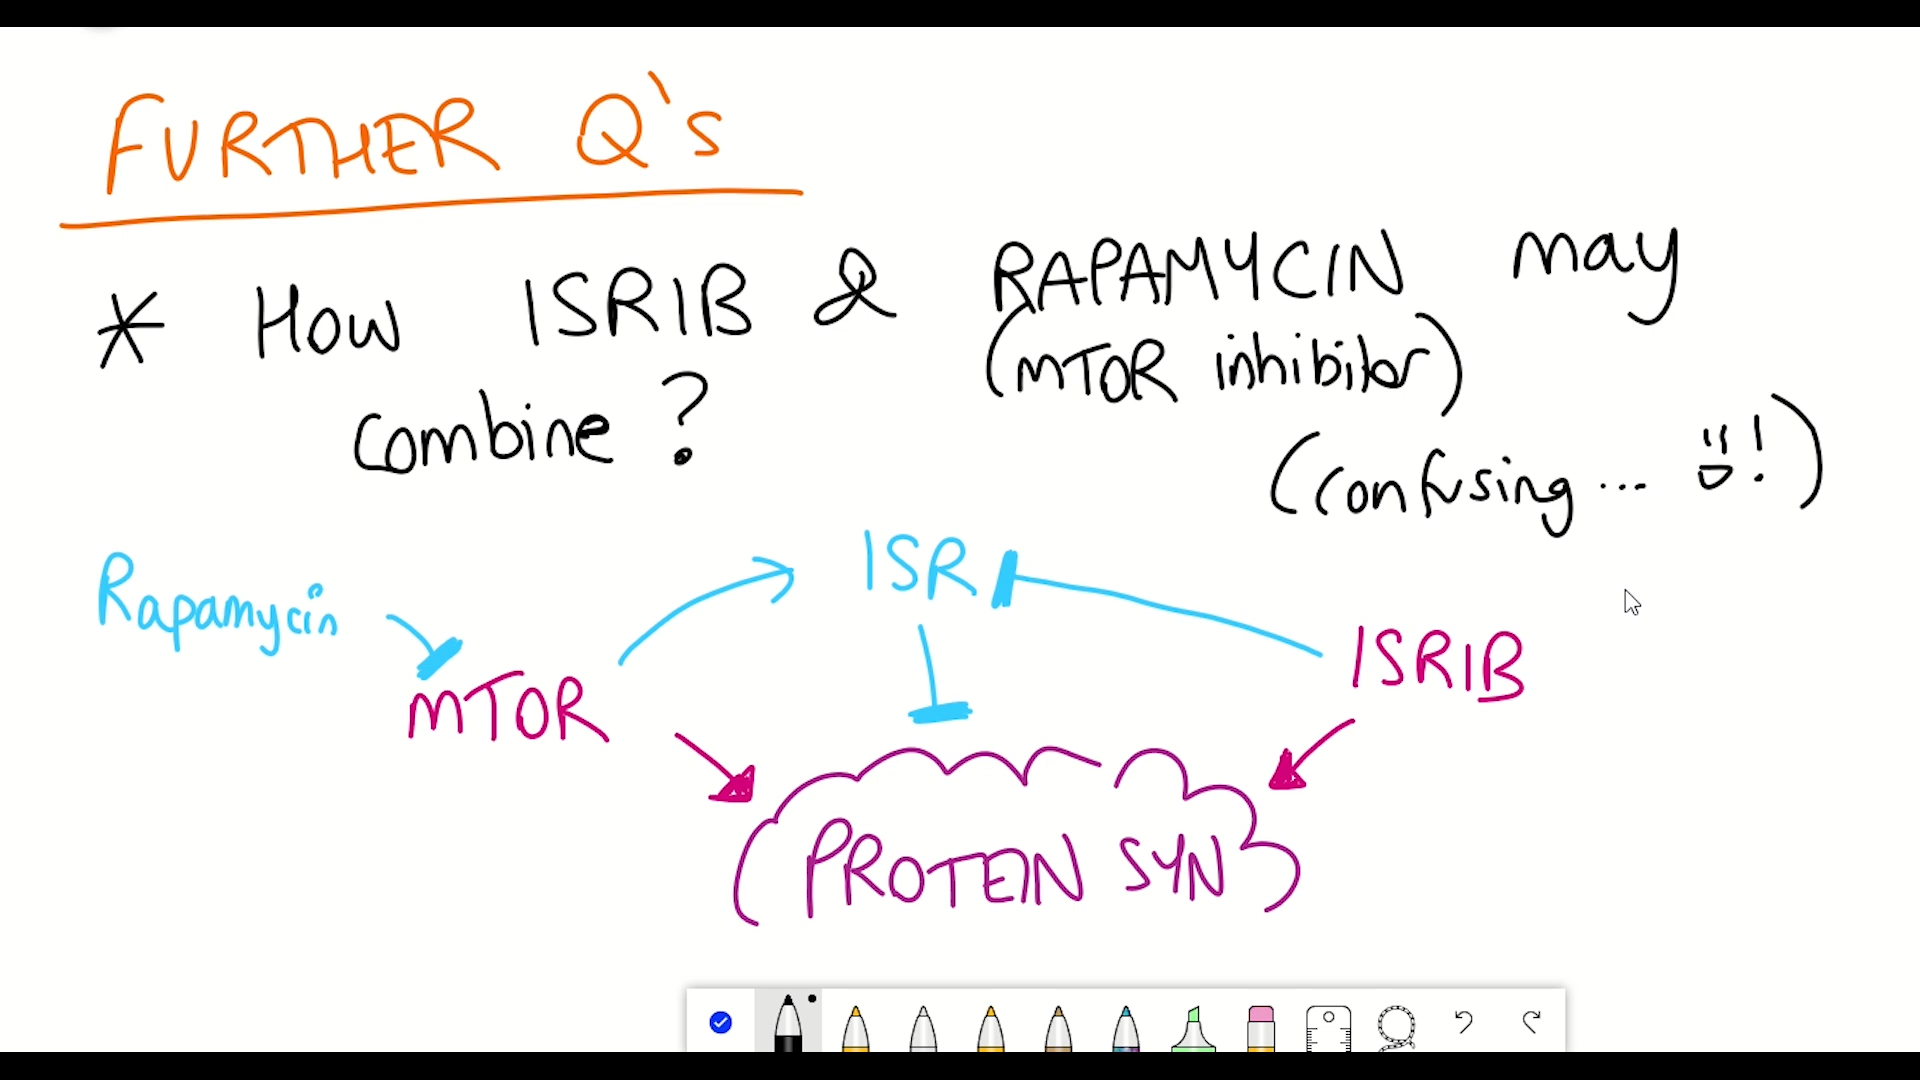 FURTHER Q's
* How ISRIB & RAPAMYCIN may
(mTOR inhibitor)
combine?
(confusing... !)
ISR
Rapamycin
ISRIB
mTOR
PROTEIN SYN